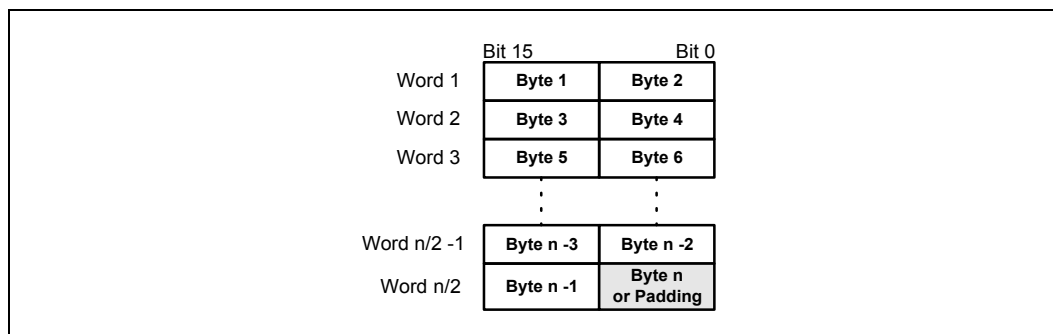 Bit 15 Bit 0
Word 1 Byte 1 Byte 2
Word 2 Byte 3 Byte 4
Word 3 Byte 5 Byte 6
Word n/2 -1 Byte n -3 Byte n -2
Word n/2 Byte n -1 Byte n
or Padding